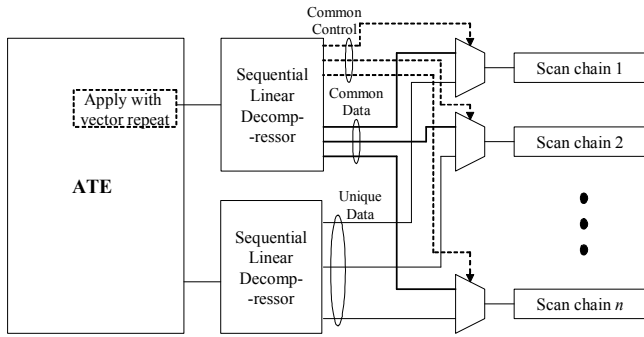 Common
Control
Sequential
Linear
Decomp-
-ressor
Scan chain 1
Apply with
vector repeat
Common
Data
Scan chain 2
ATE
Unique
Data
Sequential
Linear
Decomp-
-ressor
Scan chain n